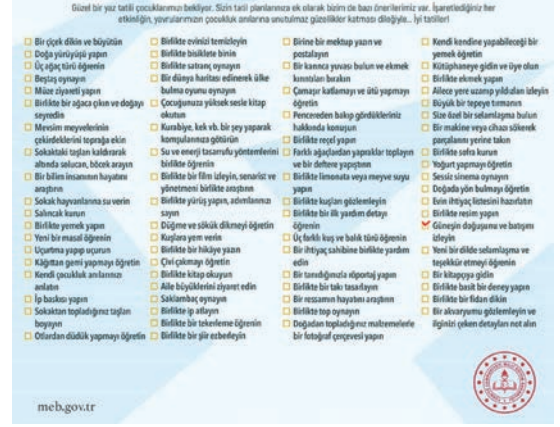 Güzel bir yaz tatili çocuklarımızı bekliyor. Sizin tatil planlarınıza ek olarak bizim de bazı önerilerimiz var. İşaretlediğiniz her
etkinliğin, yavrularımızın çocukluk anılarına unutulmaz güzellikler katması dileğiyle.. İyi tatiller!
Bir çiçek dikin ve büyütün
Doğa yürüyüşü yapın
Üç ağaç türü öğrenin
Beştaş oynayın
Müze ziyareti yapın
Birlikte bir ağaca çıkın ve doğayı
seyredin
Mevsim meyvelerinin
çekirdeklerini toprağa ekin
Sokaktaki taşları kaldırarak
altında solucan, böcek arayın
Bir bilim insanının hayatını
araştırın
Sokak hayvanlarına su verin
Salıncak kurun
Birlikte yemek yapın
Yeni bir masal öğrenin
Uçurtma yapıp uçurun
Kâğıttan gemi yapmayı öğretin
Kendi çocukluk anılarınızı
anlatın
İp baskısı yapın
Sokaktan topladığınız taşları
boyayın
Otlardan düdük yapmayı öğretin
Birlikte evinizi temizleyin
Birlikte bisiklete binin
Birlikte satranç oynayın
Bir dünya haritası edinerek ülke
bulma oyunu oynayın
Çocuğunuza yüksek sesle kitap
okutun
Kurabiye, kek vb. bir şey yaparak
komşularınıza götürün
Su ve enerji tasarrufu yöntemlerini
birlikte öğrenin
Birlikte bir film izleyin, senarist ve
yönetmeni birlikte araştırın
Birlikte yürüyüş yapın, adımlarınızı
sayın
Düğme ve sökük dikmeyi öğretin
Kuşlara yem verin
Birlikte bir hikâye yazın
Çivi çakmayı öğretin
Birlikte kitap okuyun
Aile büyüklerini ziyaret edin
Saklambaç oynayın
Birlikte ip atlayın
Birlikte bir tekerleme öğrenin
Birlikte bir şiir ezberleyin
Birine bir mektup yazın ve
postalayın
Bir karınca yuvası bulun ve ekmek
kırıntıları bırakın
Çamaşır katlamayı ve ütü yapmayı
öğretin
Pencereden bakıp gördükleriniz
hakkında konuşun
Birlikte reçel yapın
Farklı ağaçlardan yapraklar toplayın
ve bir deftere yapıştırın
Birlikte limonata veya meyve suyu
yapın
Birlikte kuşları gözlemleyin
Birlikte bir ilk yardım detayı
öğrenin
Üç farklı kuş ve balık türü öğrenin
Bir ihtiyaç sahibine birlikte yardım
edin
Bir tanıdığınızla röportaj yapın
Birlikte bir takı tasarlayın
Bir ressamın hayatını araştırın
Birlikte top oynayın
Doğadan topladığınız malzemelerle
bir fotoğraf çerçevesi yapın
Kendi kendine yapabileceği bir
yemek öğretin
Kütüphaneye gidin ve üye olun
Birlikte ekmek yapın
Ailece yere uzanıp yıldızları izleyin
Büyük bir tepeye tırmanın
Size özel bir selamlaşma bulun
Bir makine veya cihazı sökerek
parçalarını yerine takın
Birlikte sofra kurun
Yoğurt yapmayı öğretin
Sessiz sinema oynayın
Doğada yön bulmayı öğretin
Evin ihtiyaç listesini hazırlatın
Birlikte resim yapın
Güneşin doğuşunu ve batışını
izleyin
Yeni bir dilde selamlaşma ve
teşekkür etmeyi öğrenin
Bir kitapçıya gidin
Birlikte basit bir deney yapın
Birlikte bir fidan dikin
Bir akvaryumu gözlemleyin ve
ilginizi çeken detayları not alın
meb.gov.tr